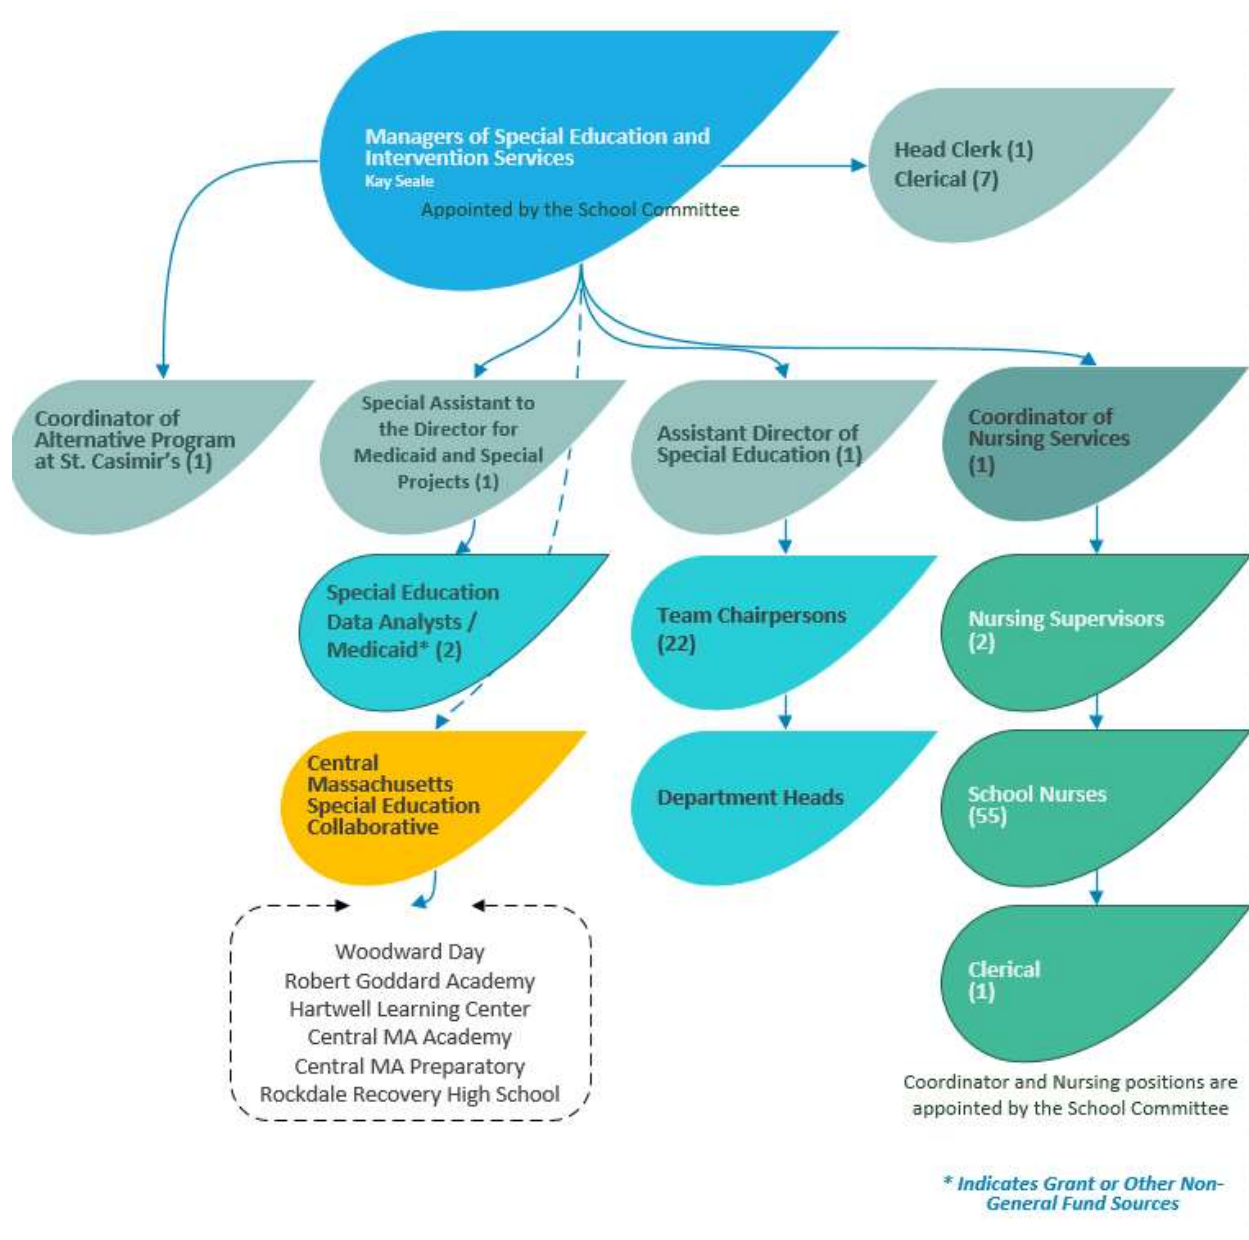 Managers of Special Education and
Intervention Services
Kay Seale
Appointed by the School Committee
Head Clerk (1)
Clerical (7)
Coordinator of
Alternative Program
at St. Casimir's (1)
Special Assistant to
the Director for
Medicaid and Special
Projects (1)
Assistant Director of
Special Education (1)
Coordinator of
Nursing Services
(1)
Special Education
Data Analysts /
Medicaid* (2)
Team Chairpersons
(22)
Nursing Supervisors
(2)
Central
Massachusetts
Special Education
Collaborative
Department Heads
School Nurses
(55)
Woodward Day
Robert Goddard Academy
Hartwell Learning Center
Central MA Academy
Central MA Preparatory
Rockdale Recovery High School
Clerical
(1)
Coordinator and Nursing positions are
appointed by the School Committee
* Indicates Grant or Other Non-
General Fund Sources